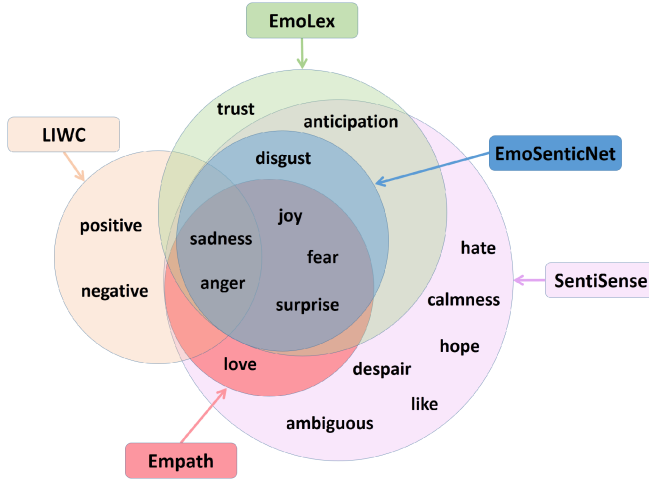 EmoLex
trust
anticipation
LIWC
disgust
EmoSenticNet
positive
joy
sadness
fear
hate
anger
SentiSense
negative
surprise
calmness
hope
love
despair
like
ambiguous
Empath